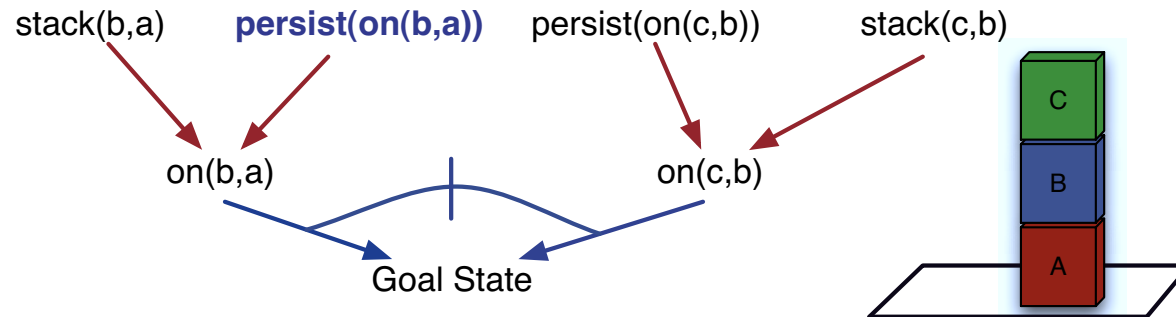 stack(b,a) persist(on(b,a)) persist(on(c,b)) stack(c,b)
C
on(b,a) on(c,b)
B
A
Goal State